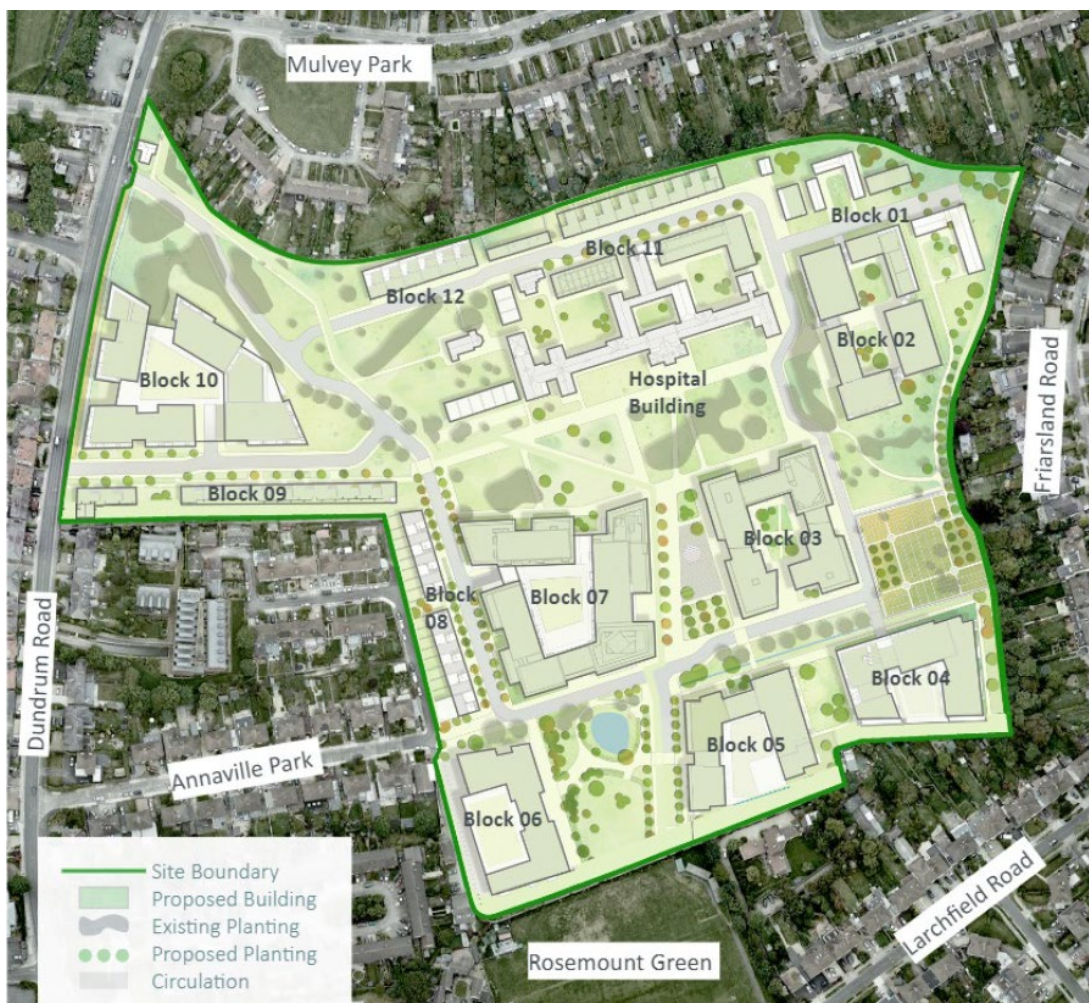 Mulvey Park
Block 01
Block 11
Block 12
Block 02
Block 10
Hospital
Building
Friarsland Road
Block 09
Block 03
Block
08
Block 07
Block 04
Dundrum Road
Block 05
Annaville Park
Block 06
Larchfield Road
Rosemount Green
Site Boundary
Proposed Building
Existing Planting
Proposed Planting
Circulation